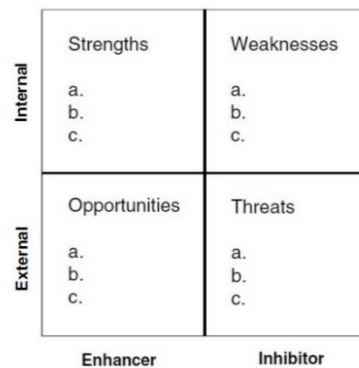 Internal
Strengths
a.
b.
c.
Weaknesses
a.
b.
c.
External
Opportunities
a.
b.
c.
Threats
a.
b.
c.
Enhancer
Inhibitor